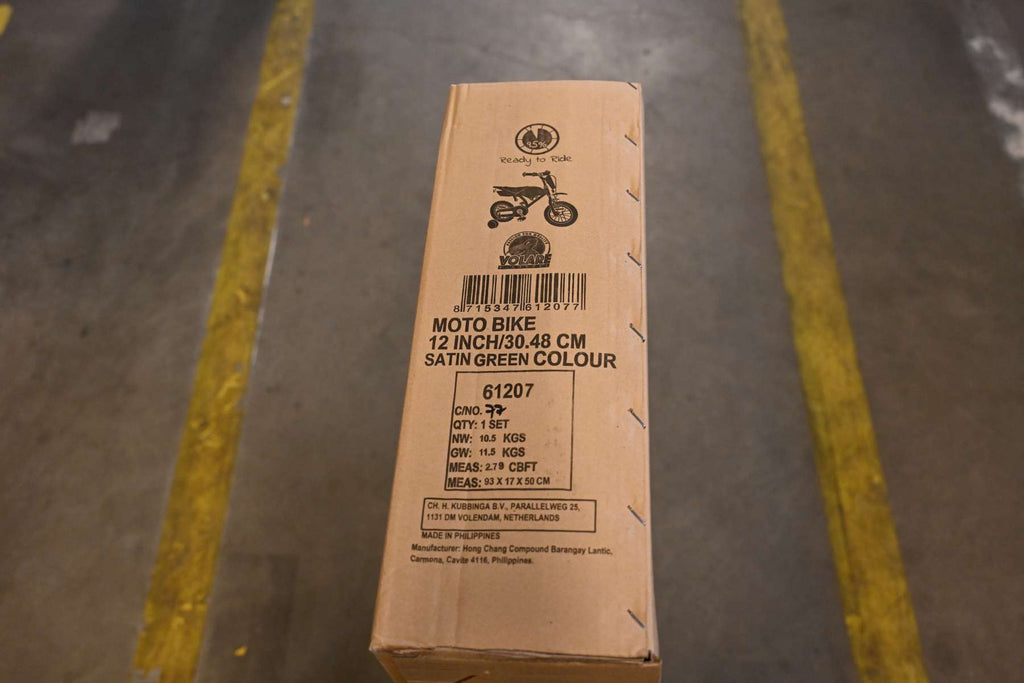 95%
Ready to Ride
VOLARE
8 715347 612077
MOTO BIKE
12 INCH/30.48 CM
SATIN GREEN COLOUR
61207
C/NO. 77
QTY: 1 SET
NW: 10.5 KGS
GW: 11.5 KGS
MEAS: 2.79 CBFT
MEAS: 93 X 17 X 50 CM
CH. H. KUBBINGA B.V., PARALLELWEG 25,
1131 DM VOLENDAM, NETHERLANDS
MADE IN PHILIPPINES
Manufacturer: Hong Chang Compound Barangay Lantic,
Carmona, Cavite 4116, Philippines.